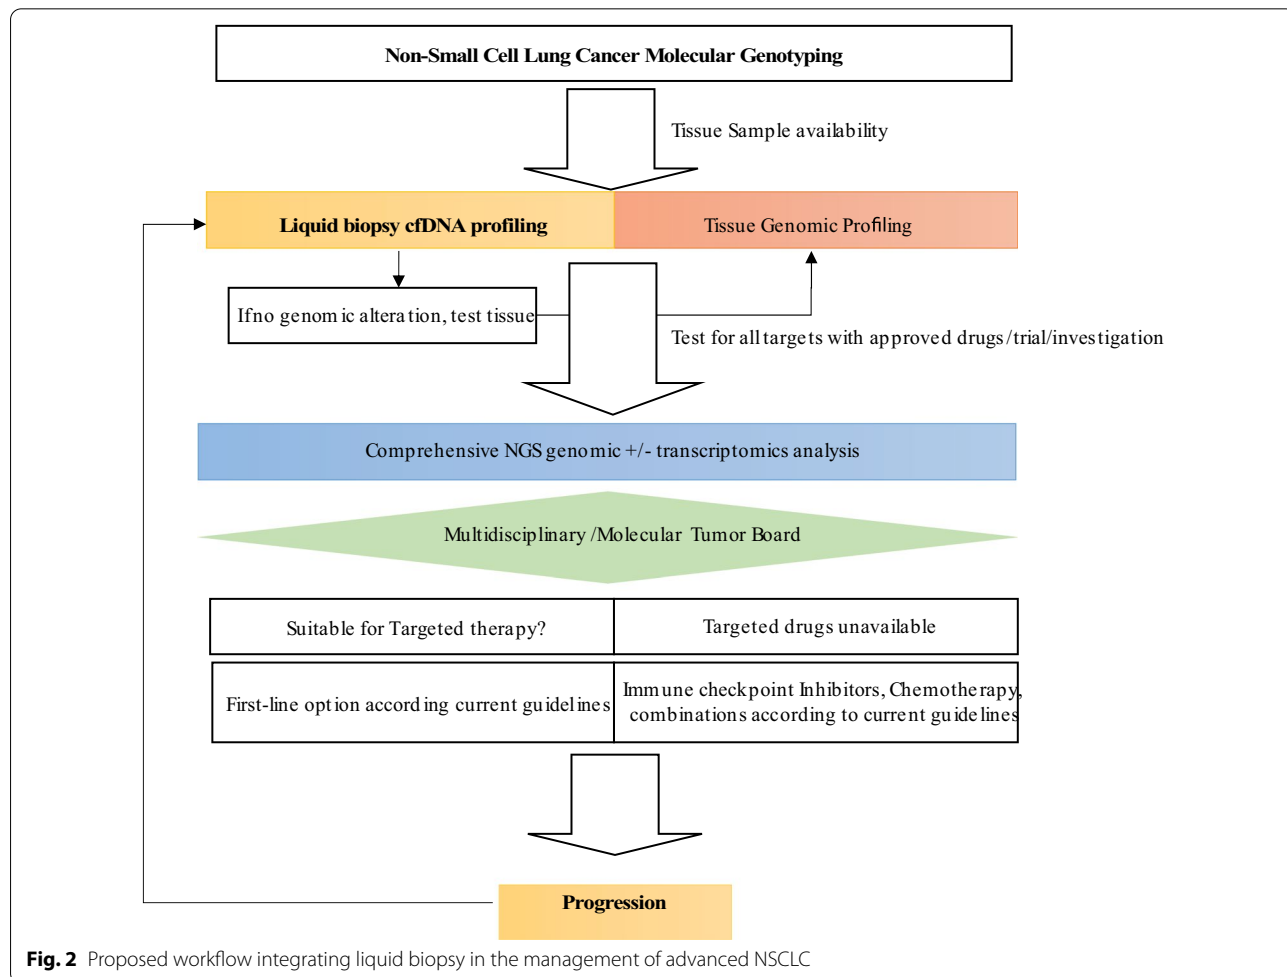 Non-Small Cell Lung Cancer Molecular Genotyping
Tissue Sample availability
Liquid biopsy cfDNA profiling
Tissue Genomic Profiling
If no genomic alteration, test tissue
Test for all targets with approved drugs/trial/investigation
Comprehensive NGS genomic +/- transcriptomics analysis
Multidisciplinary /Molecular Tumor Board
Suitable for Targeted therapy?
Targeted drugs unavailable
First-line option according current guidelines
Immune checkpoint Inhibitors, Chemotherapy,
combinations according to current guidelines
Progression
Fig. 2 Proposed workflow integrating liquid biopsy in the management of advanced NSCLC